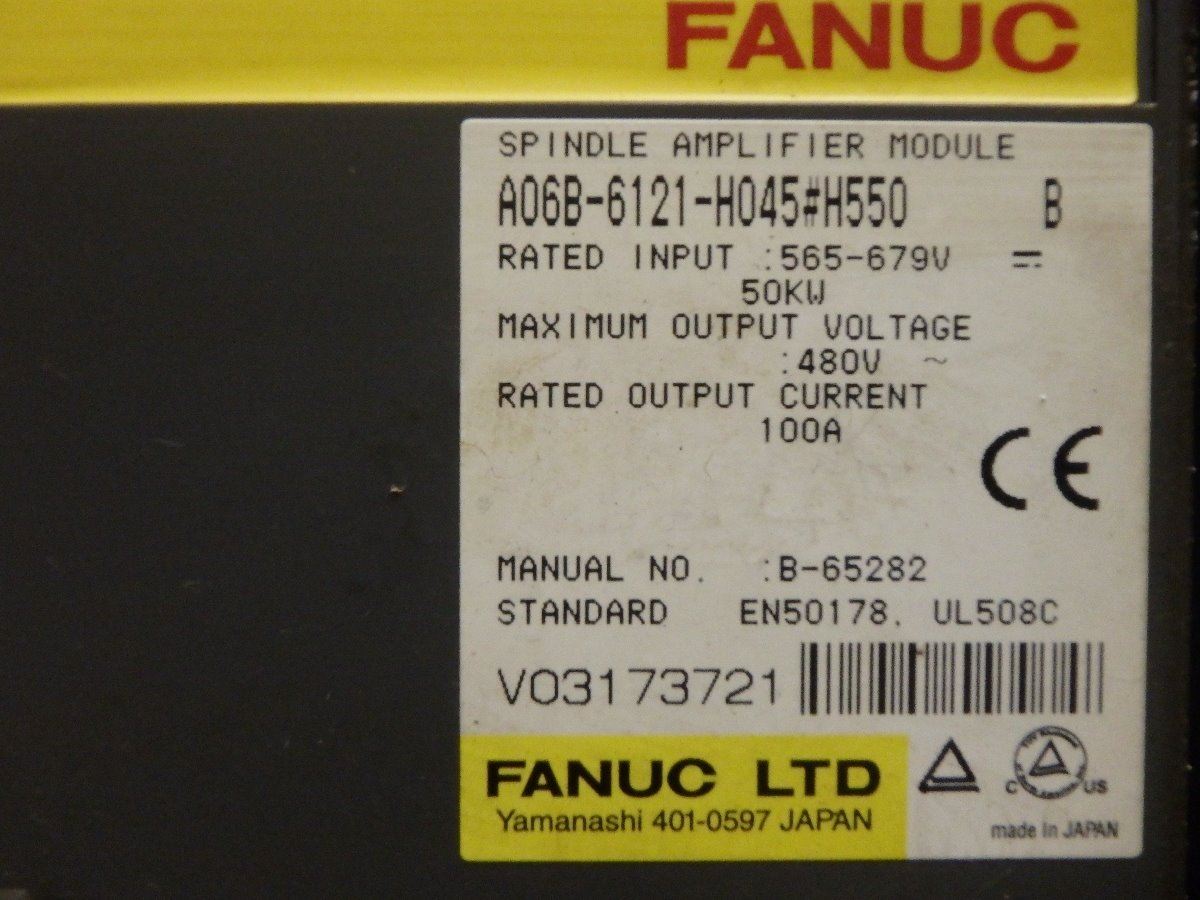 FANUC
SPINDLE AMPLIFIER MODULE
A06B-6121-H045#H550 B
RATED INPUT :565-679V ⎓
50KW
MAXIMUM OUTPUT VOLTAGE
:480V ~
RATED OUTPUT CURRENT
100A
CE
MANUAL NO. :B-65282
STANDARD EN50178. UL508C
V03173721
FANUC LTD
Yamanashi 401-0597 JAPAN
C US
made in JAPAN